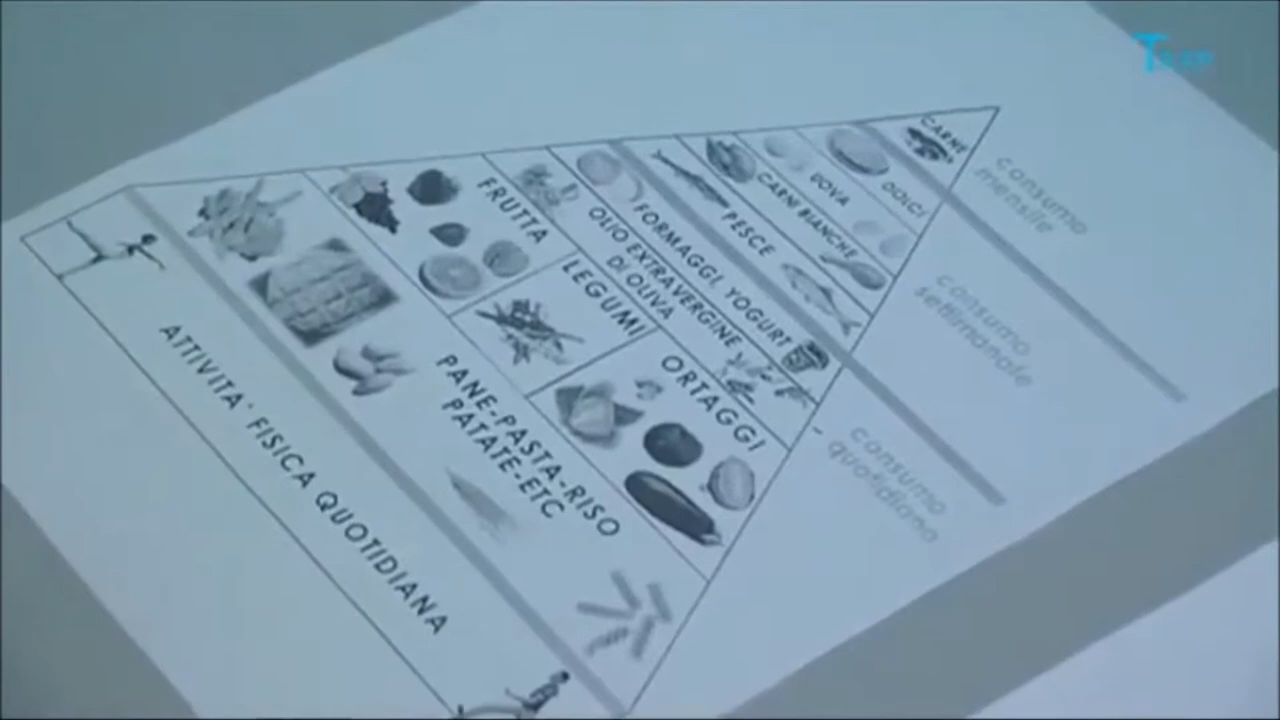 CARNE
DOLCI
UOVA
CARNI BIANCHE
PESCE
FORMAGGI, YOGURT
OLIO EXTRAVERGINE
DI OLIVA
FRUTTA
LEGUMI
ORTAGGI
PANE-PASTA-RISO
PATATE-ETC
ATTIVITA' FISICA QUOTIDIANA
consumo
mensile
consumo
settimanale
consumo
quotidiano